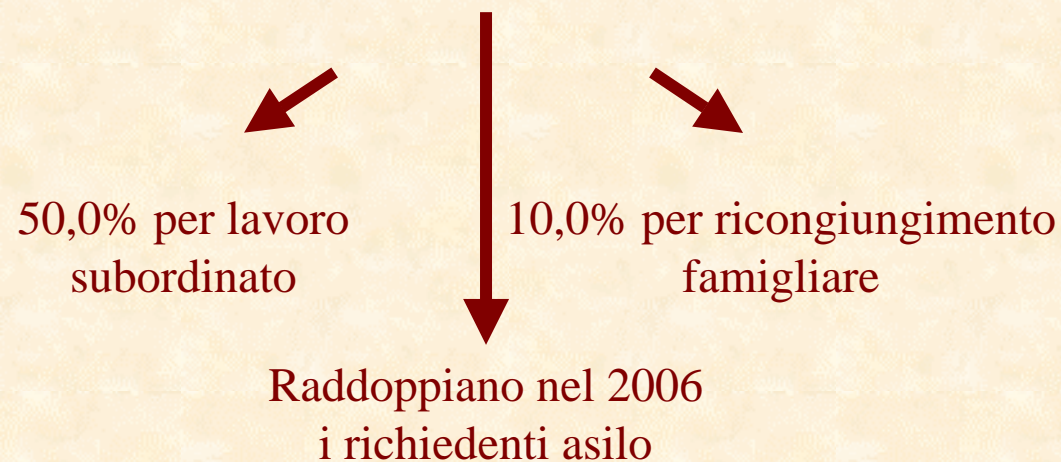 50,0% per lavoro
subordinato
10,0% per ricongiungimento
famigliare
Raddoppiano nel 2006
i richiedenti asilo